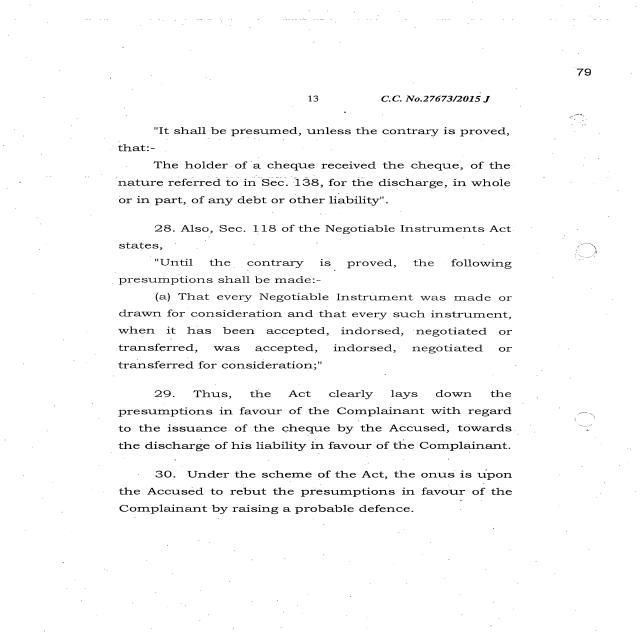 79
13 C.C. No.27673/2015 J
"It shall be presumed, unless the contrary is proved,
that:-
The holder of a cheque received the cheque, of the
nature referred to in Sec. 138, for the discharge, in whole
or in part, of any debt or other liability".
28. Also, Sec. 118 of the Negotiable Instruments Act
states,
"Until the contrary is proved, the following
presumptions shall be made:-
(a) That every Negotiable Instrument was made or
drawn for consideration and that every such instrument,
when it has been accepted, indorsed, negotiated or
transferred, was accepted, indorsed, negotiated or
transferred for consideration;"
29. Thus, the Act clearly lays down the
presumptions in favour of the Complainant with regard
to the issuance of the cheque by the Accused, towards
the discharge of his liability in favour of the Complainant.
30. Under the scheme of the Act, the onus is upon
the Accused to rebut the presumptions in favour of the
Complainant by raising a probable defence.